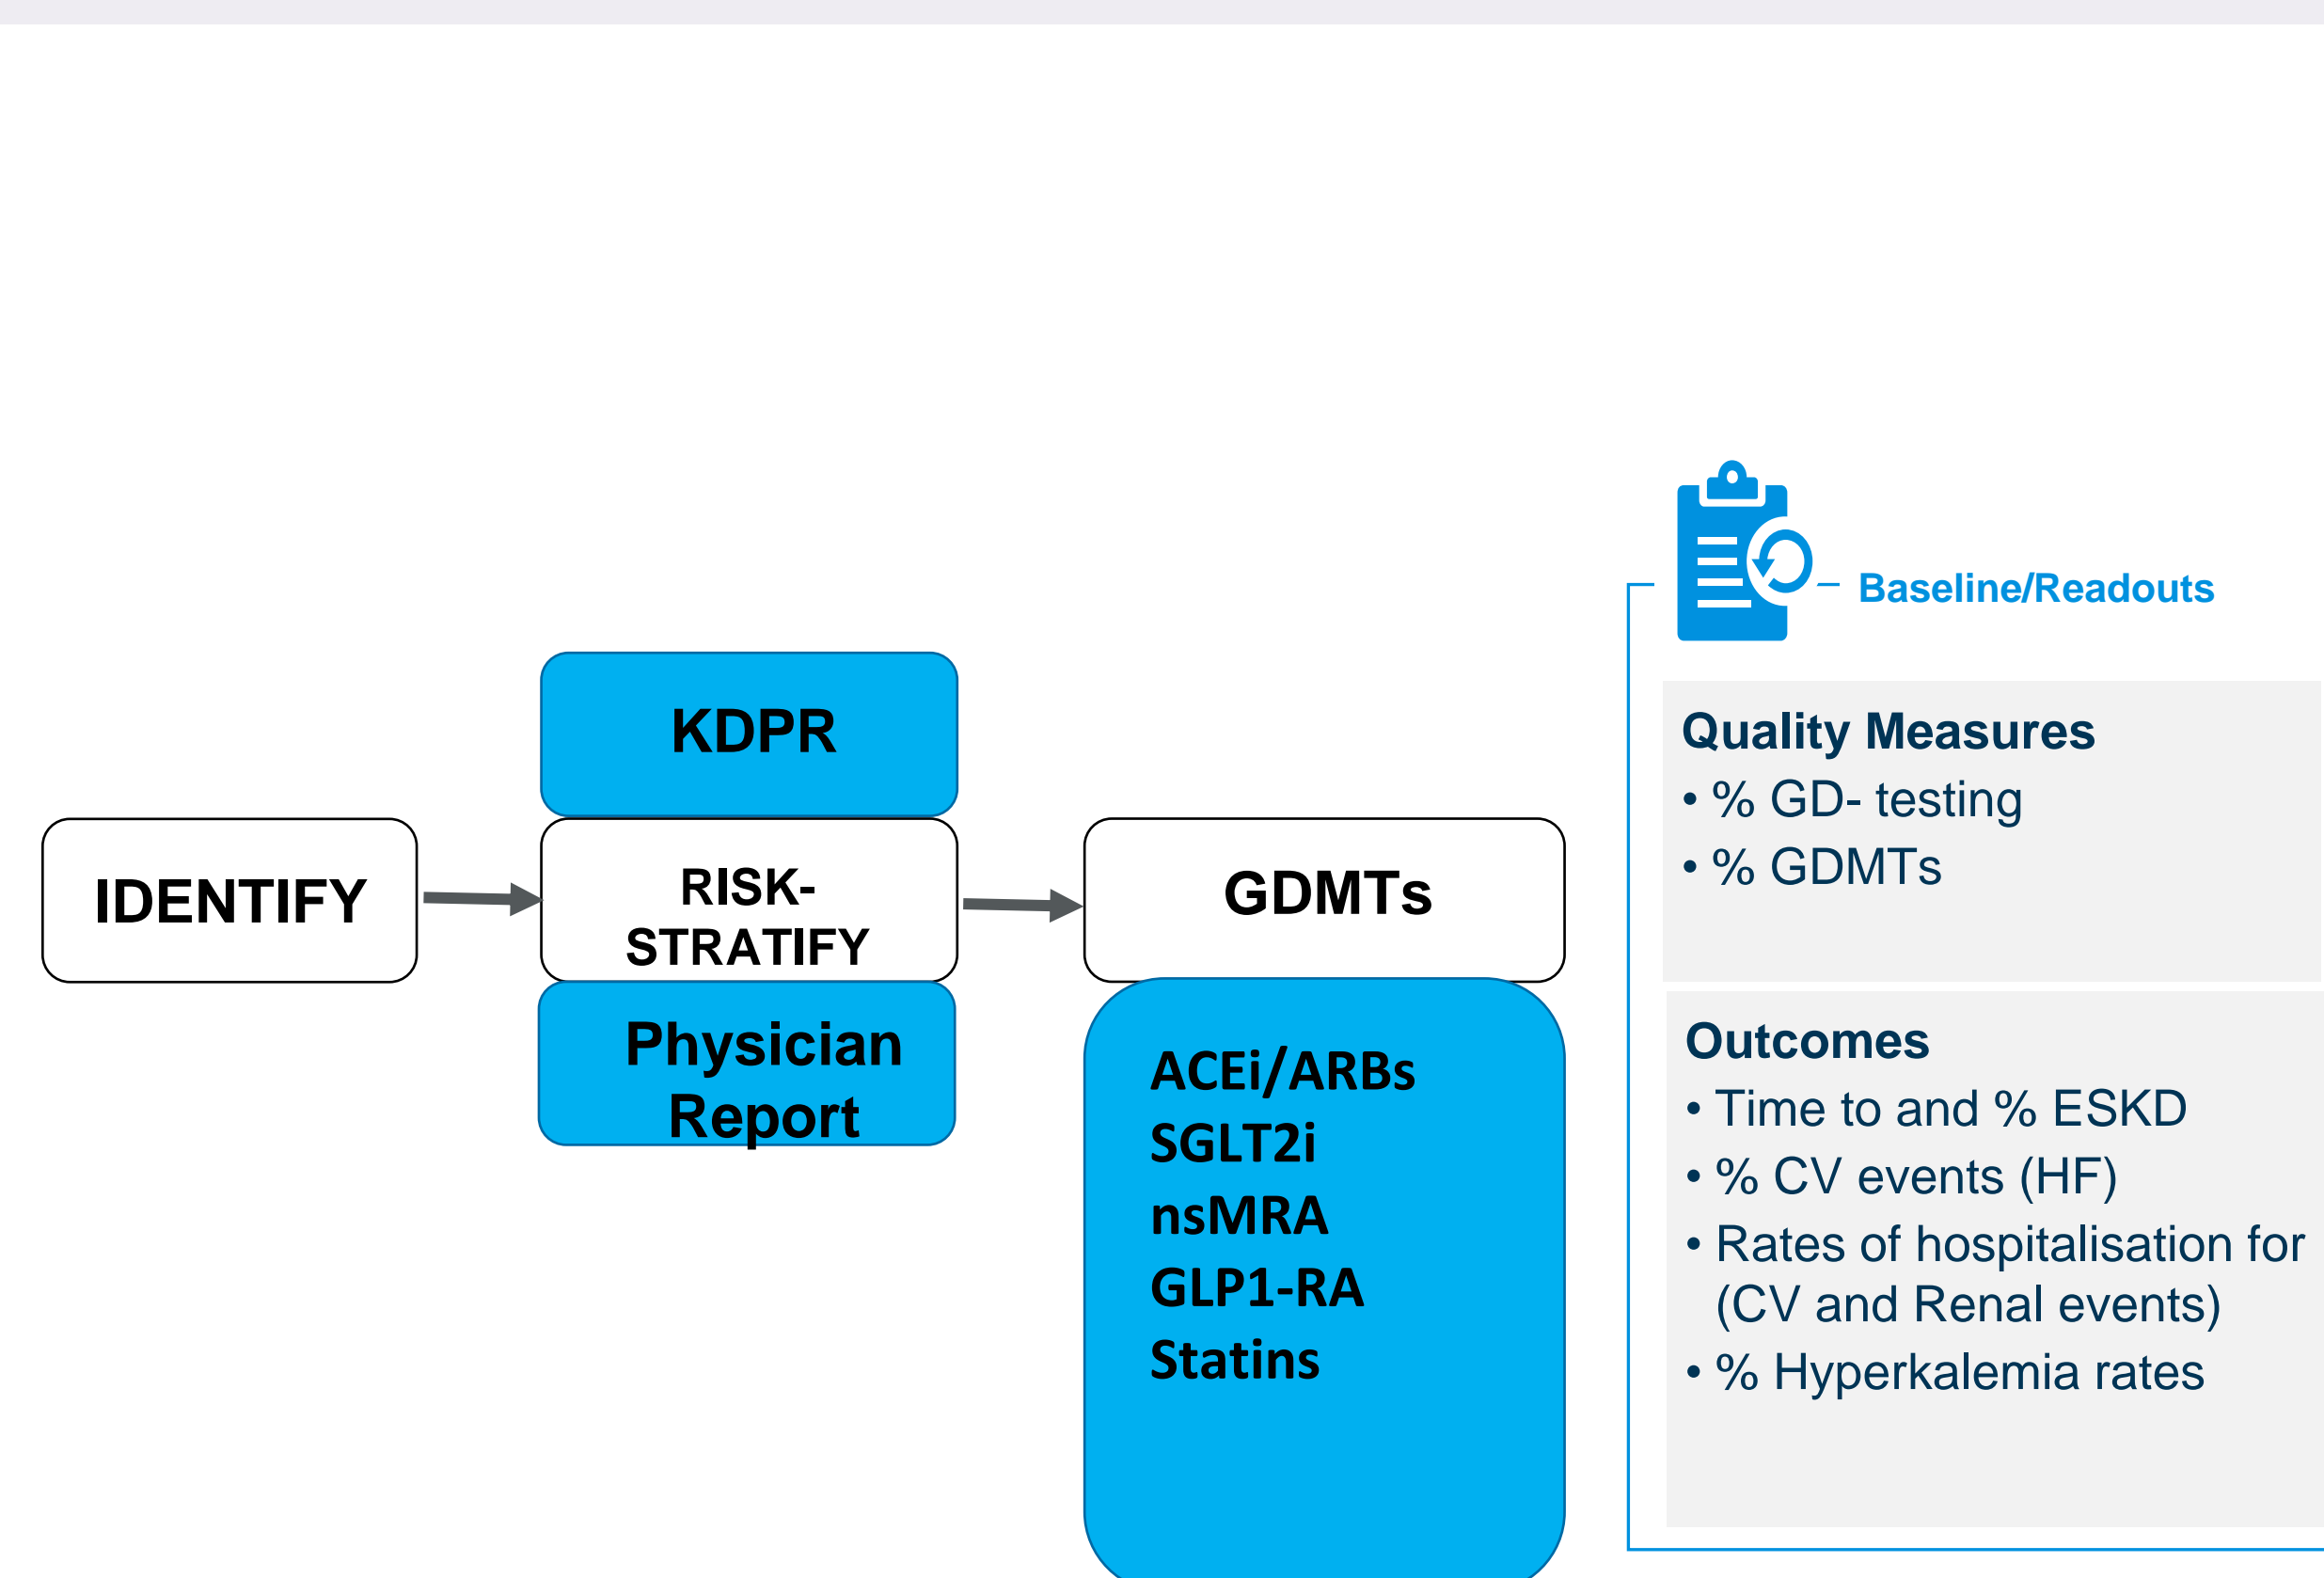 IDENTIFY
KDPR
RISK-
STRATIFY
Physician
Report
GDMTs
ACEi/ARBs
SGLT2i
nsMRA
GLP1-RA
Statins
Baseline/Readouts
Quality Measures
• % GD- testing
• % GDMTs
Outcomes
• Time to and % ESKD
• % CV events (HF)
• Rates of hospitalisation for
(CV and Renal events)
• % Hyperkalemia rates